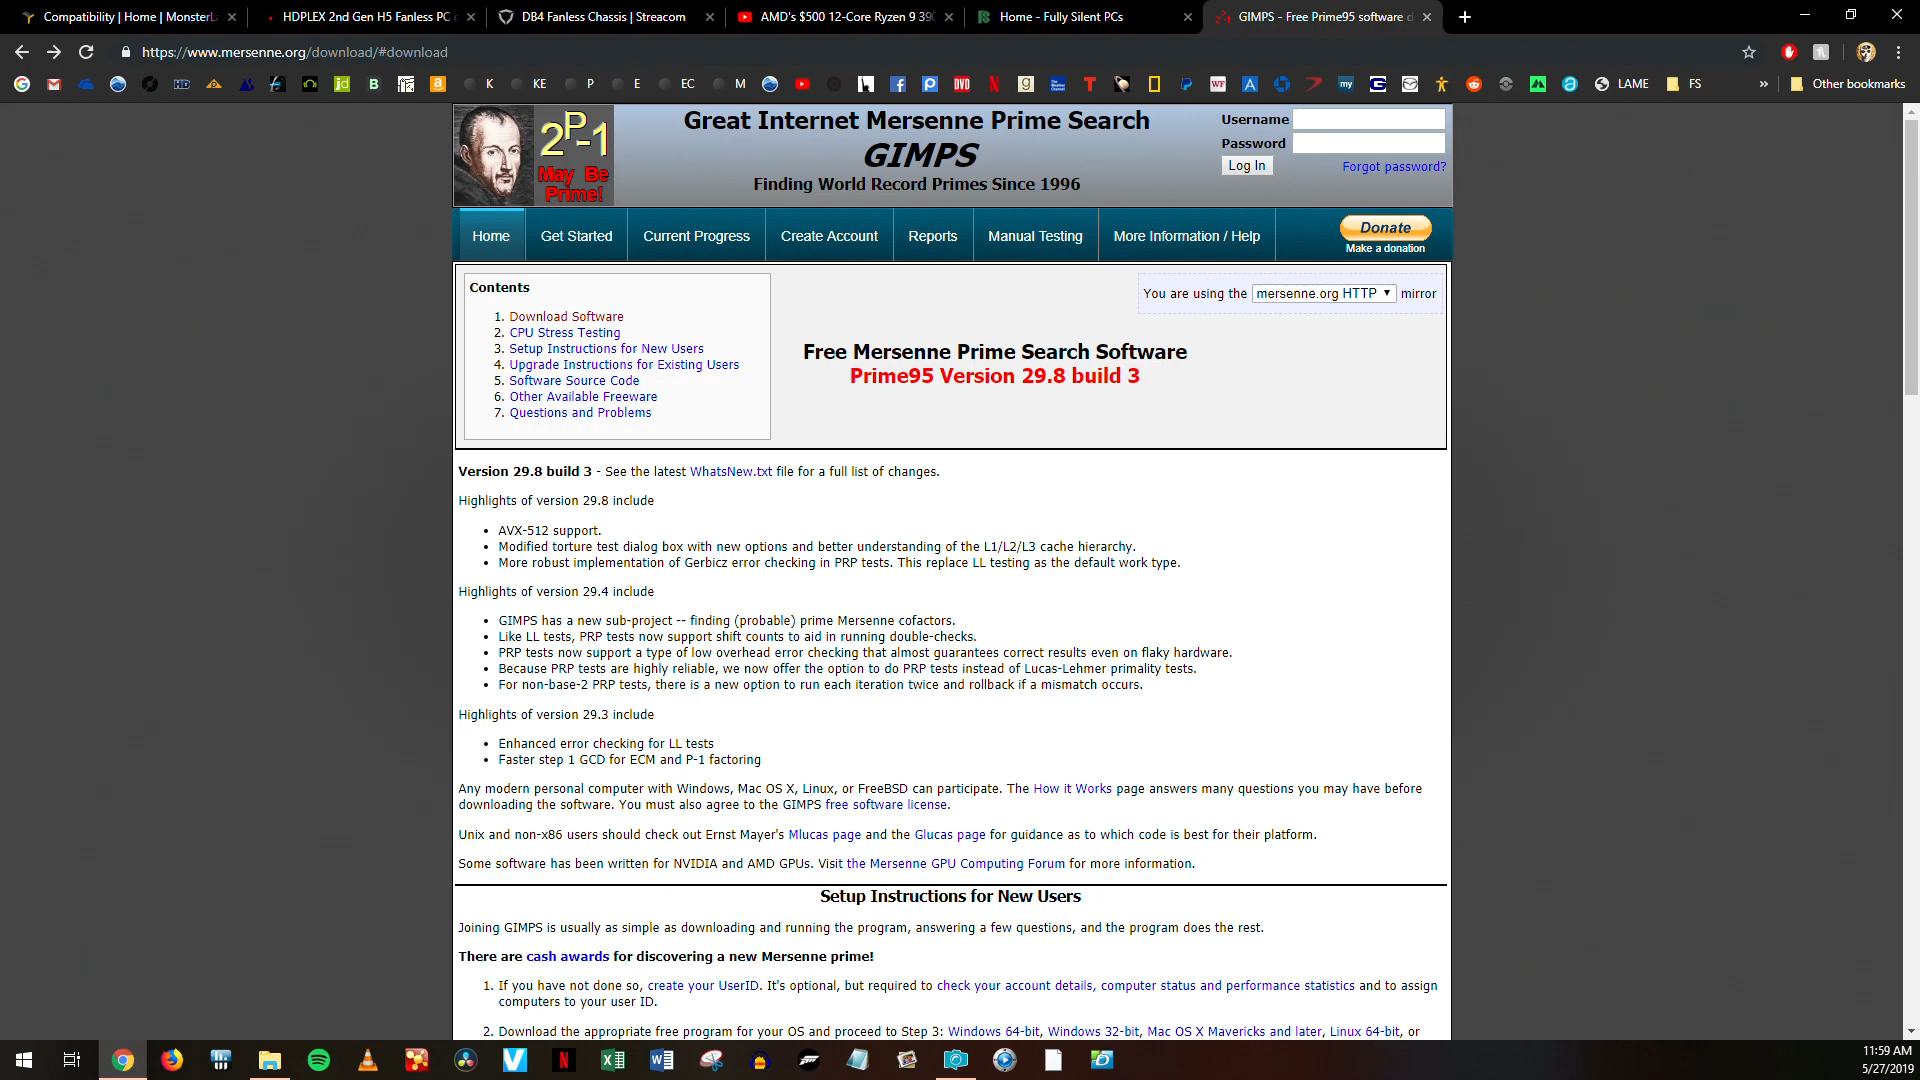 Compatibility | Home | MonsterLa
HDPLEX 2nd Gen H5 Fanless PC c
DB4 Fanless Chassis | Streacom
AMD's $500 12-Core Ryzen 9 390
Home - Fully Silent PCs
GIMPS - Free Prime95 software d
https://www.mersenne.org/download/#download
K KE P E EC M LAME FS » Other bookmarks
2P-1
May Be
Prime!
Great Internet Mersenne Prime Search
GIMPS
Finding World Record Primes Since 1996
Username
Password
Log In Forgot password?
Home Get Started Current Progress Create Account Reports Manual Testing More Information / Help
Donate
Make a donation
Contents
1. Download Software
2. CPU Stress Testing
3. Setup Instructions for New Users
4. Upgrade Instructions for Existing Users
5. Software Source Code
6. Other Available Freeware
7. Questions and Problems
You are using the mersenne.org HTTP mirror
Free Mersenne Prime Search Software
Prime95 Version 29.8 build 3
Version 29.8 build 3 - See the latest WhatsNew.txt file for a full list of changes.
Highlights of version 29.8 include
• AVX-512 support.
• Modified torture test dialog box with new options and better understanding of the L1/L2/L3 cache hierarchy.
• More robust implementation of Gerbicz error checking in PRP tests. This replace LL testing as the default work type.
Highlights of version 29.4 include
• GIMPS has a new sub-project -- finding (probable) prime Mersenne cofactors.
• Like LL tests, PRP tests now support shift counts to aid in running double-checks.
• PRP tests now support a type of low overhead error checking that almost guarantees correct results even on flaky hardware.
• Because PRP tests are highly reliable, we now offer the option to do PRP tests instead of Lucas-Lehmer primality tests.
• For non-base-2 PRP tests, there is a new option to run each iteration twice and rollback if a mismatch occurs.
Highlights of version 29.3 include
• Enhanced error checking for LL tests
• Faster step 1 GCD for ECM and P-1 factoring
Any modern personal computer with Windows, Mac OS X, Linux, or FreeBSD can participate. The How it Works page answers many questions you may have before
downloading the software. You must also agree to the GIMPS free software license.
Unix and non-x86 users should check out Ernst Mayer's Mlucas page and the Glucas page for guidance as to which code is best for their platform.
Some software has been written for NVIDIA and AMD GPUs. Visit the Mersenne GPU Computing Forum for more information.
Setup Instructions for New Users
Joining GIMPS is usually as simple as downloading and running the program, answering a few questions, and the program does the rest.
There are cash awards for discovering a new Mersenne prime!
1. If you have not done so, create your UserID. It's optional, but required to check your account details, computer status and performance statistics and to assign
computers to your user ID.
2. Download the appropriate free program for your OS and proceed to Step 3: Windows 64-bit, Windows 32-bit, Mac OS X Mavericks and later, Linux 64-bit, or
11:59 AM
5/27/2019